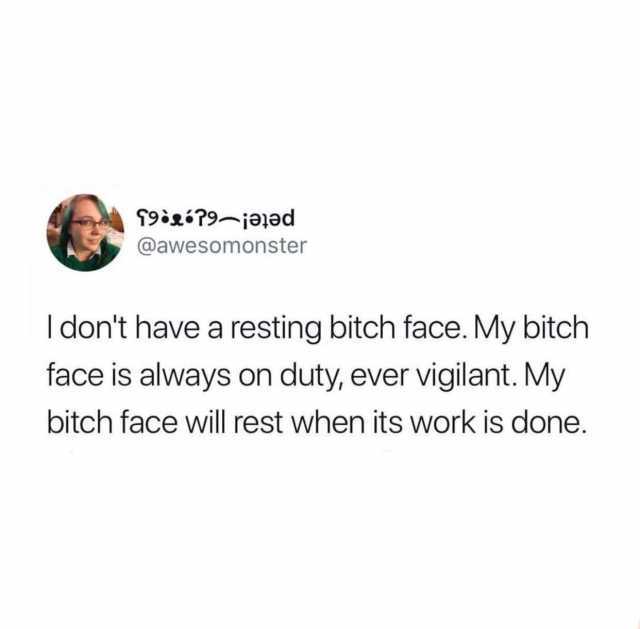 @awesomonster
I don't have a resting bitch face. My bitch
face is always on duty, ever vigilant. My
bitch face will rest when its work is done.